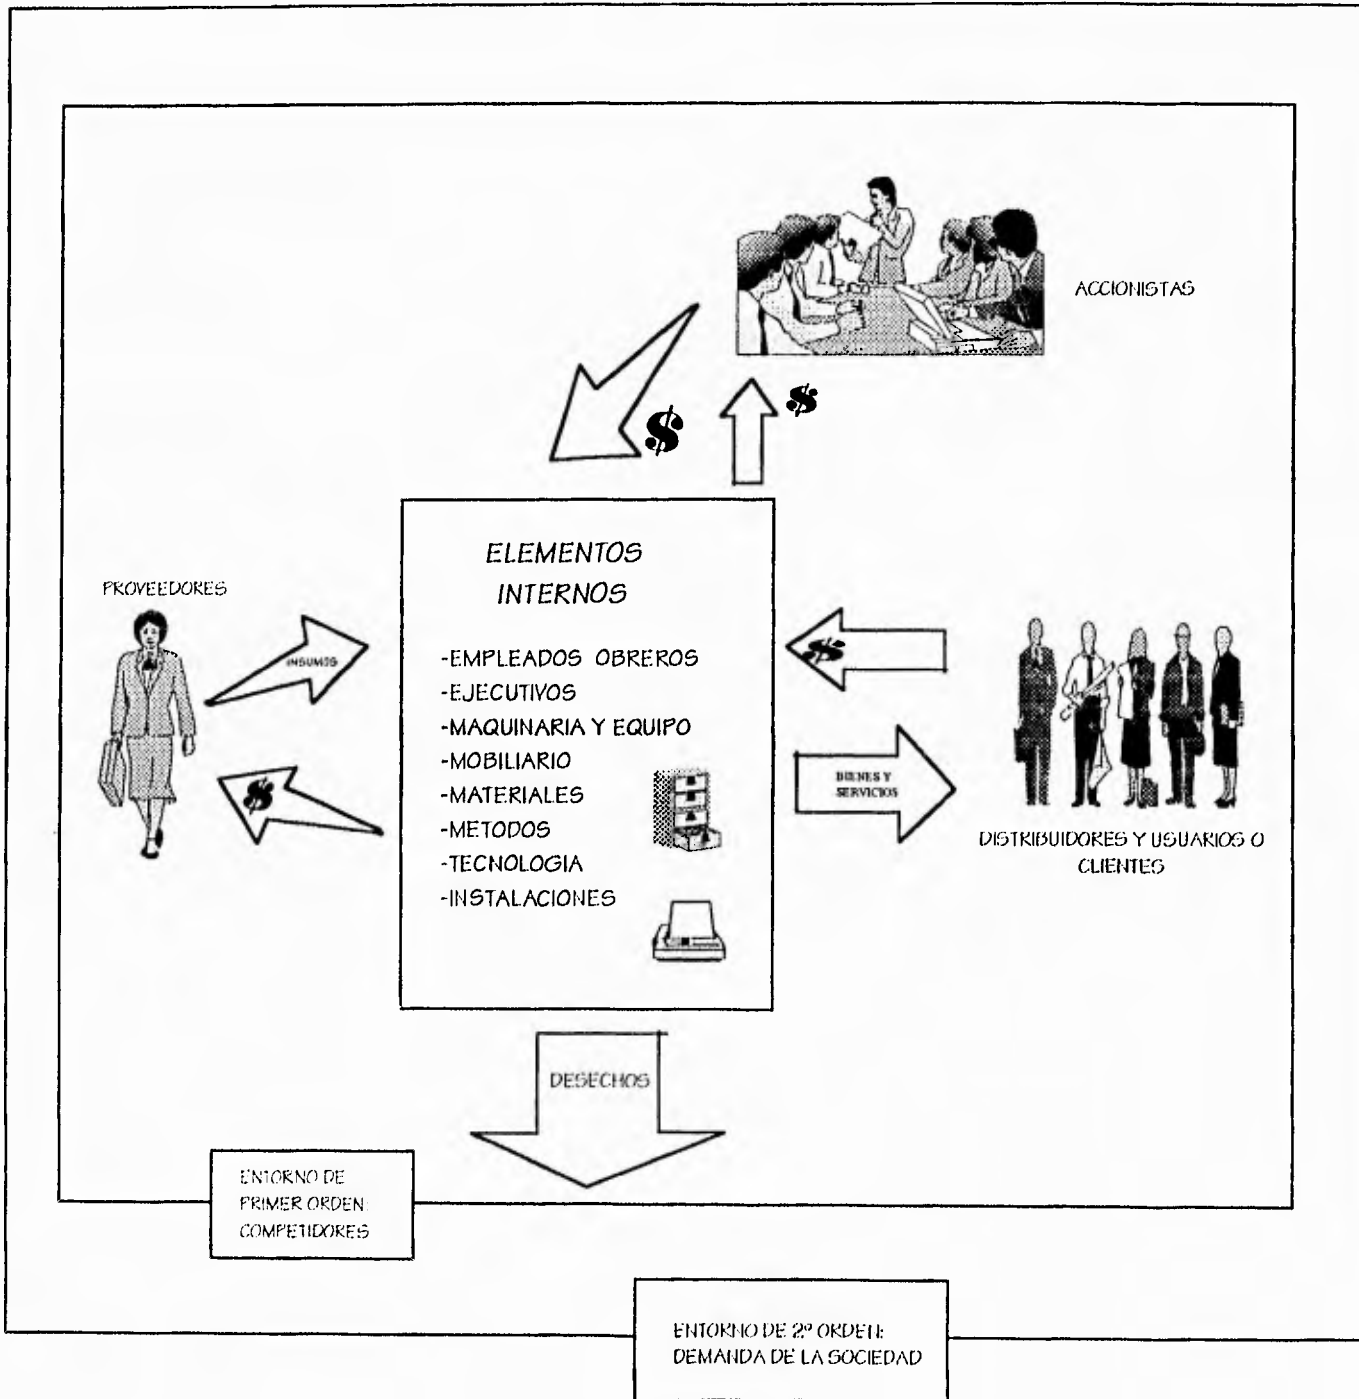 ACCIONISTAS
$
$
ELEMENTOS
INTERNOS
PROVEEDORES
INSUMOS
$
-EMPLEADOS OBREROS
-EJECUTIVOS
-MAQUINARIA Y EQUIPO
-MOBILIARIO
-MATERIALES
-METODOS
-TECNOLOGIA
-INSTALACIONES
$
BIENES Y
SERVICIOS
DISTRIBUIDORES Y USUARIOS O
CLIENTES
DESECHOS
ENTORNO DE
PRIMER ORDEN:
COMPETIDORES
ENTORNO DE 2º ORDEN:
DEMANDA DE LA SOCIEDAD